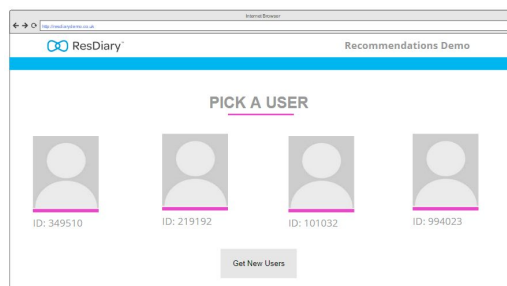 Internet Browser
http://resdiarydemo.co.uk
ResDiary
Recommendations Demo
PICK A USER
ID: 349510
ID: 219192
ID: 101032
ID: 994023
Get New Users